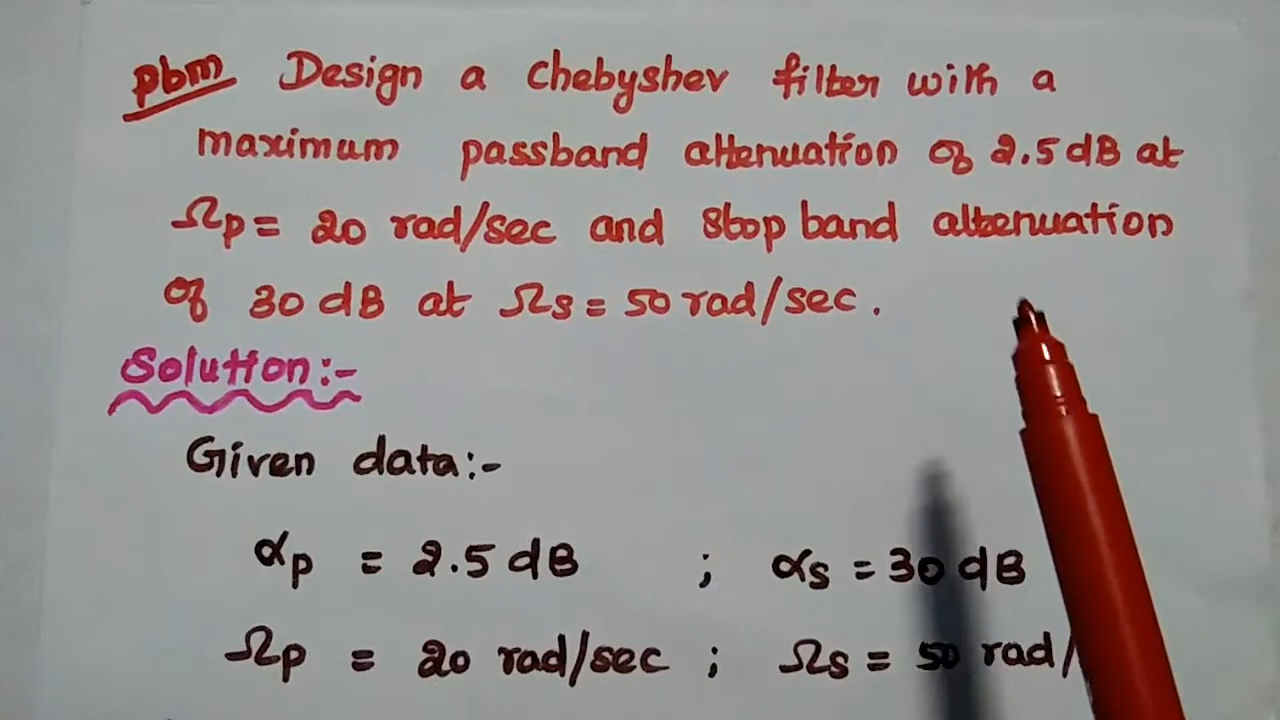 pbm Design a Chebyshev filter with a
maximum passband attenuation of 2.5 dB at
Ωp = 20 rad/sec and stop band attenuation
of 30 dB at Ωs = 50 rad/sec.
Solution:-
Given data:-
αp = 2.5 dB ; αs = 30 dB
Ωp = 20 rad/sec ; Ωs = 50 rad/